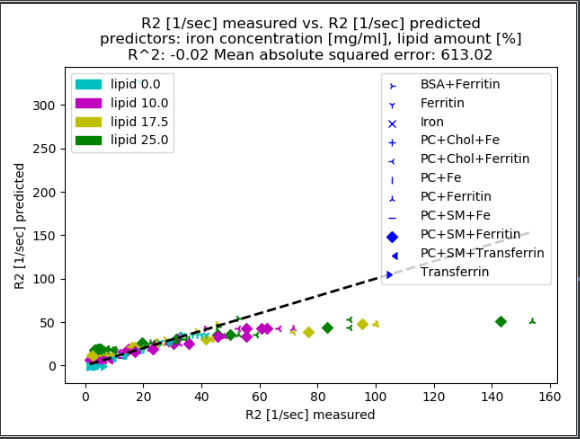 R2 [1/sec] measured vs. R2 [1/sec] predicted
predictors: iron concentration [mg/ml], lipid amount [%]
R^2: -0.02 Mean absolute squared error: 613.02
lipid 0.0
lipid 10.0
lipid 17.5
lipid 25.0
BSA+Ferritin
Ferritin
Iron
PC+Chol+Fe
PC+Chol+Ferritin
PC+Fe
PC+Ferritin
PC+SM+Fe
PC+SM+Ferritin
PC+SM+Transferrin
Transferrin
R2 [1/sec] predicted
300
250
200
150
100
50
0
0 20 40 60 80 100 120 140 160
R2 [1/sec] measured